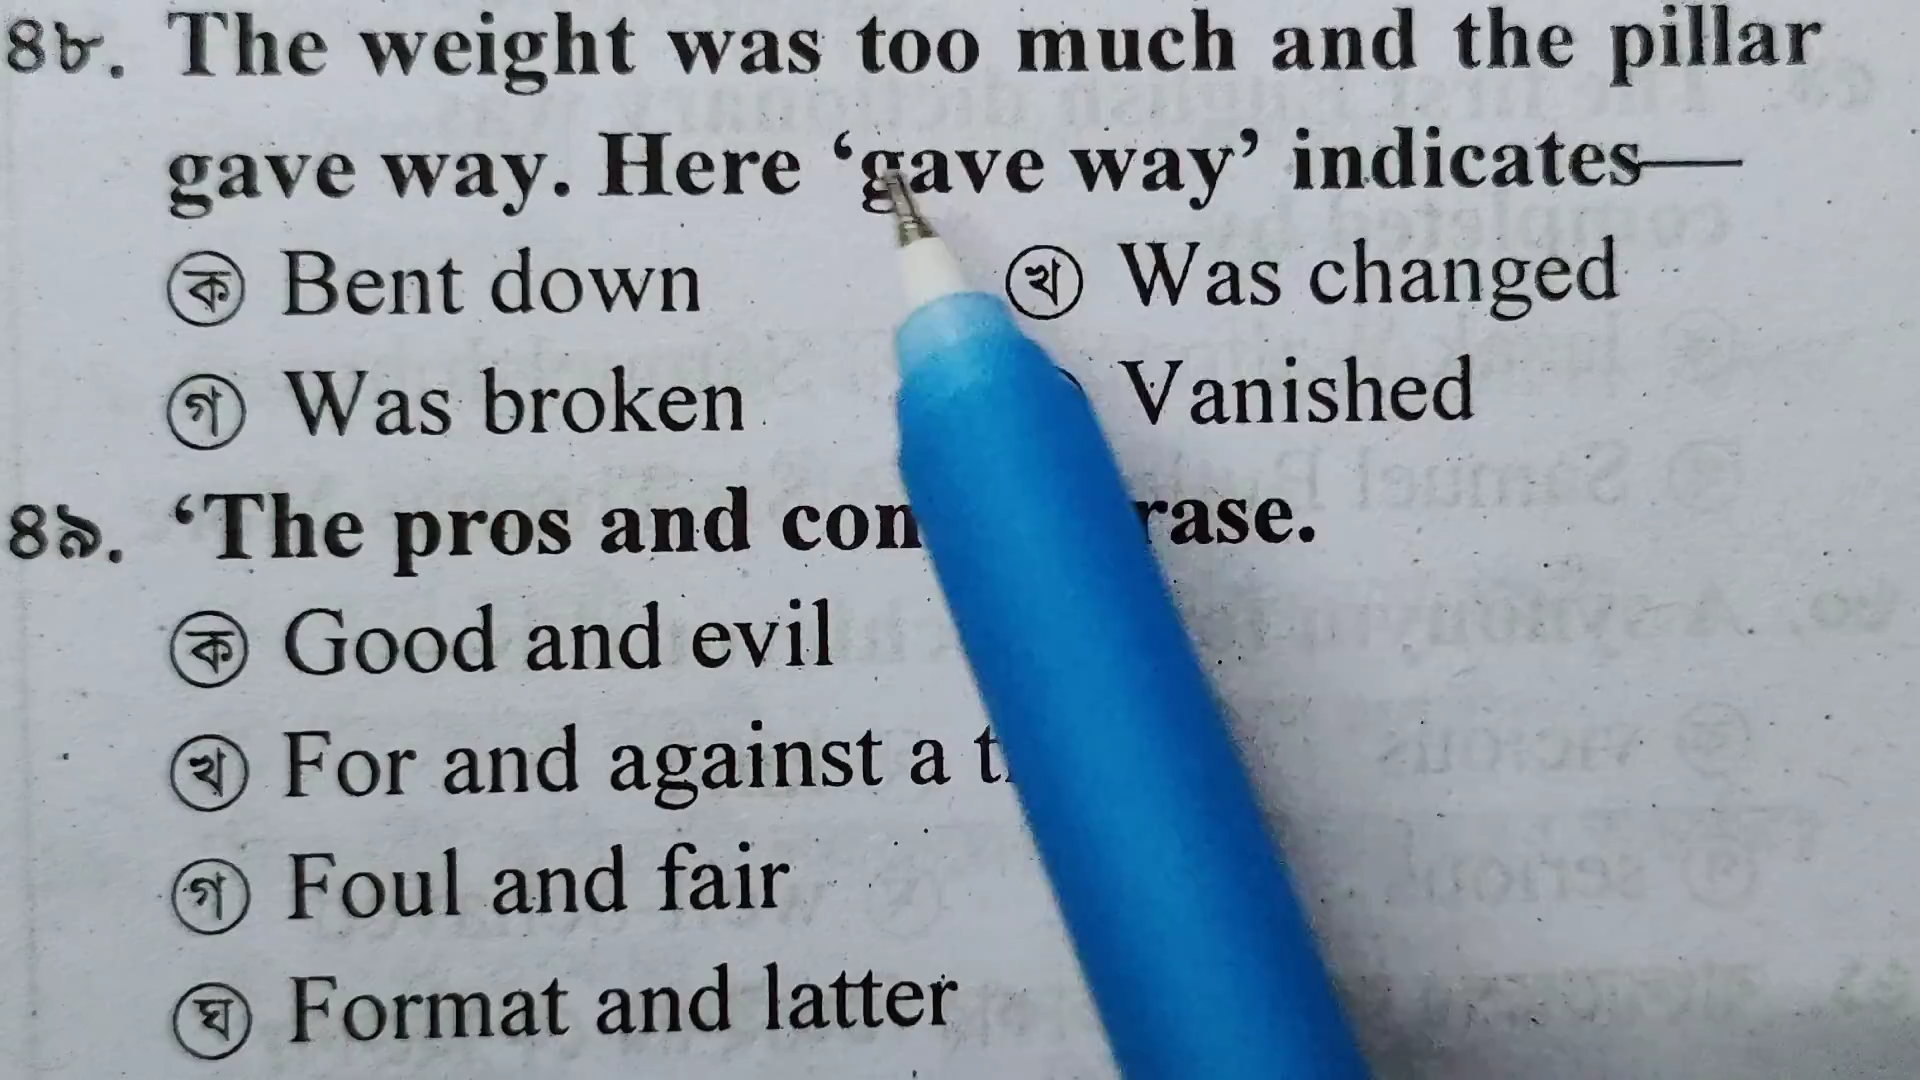 ৪৮. The weight was too much and the pillar
gave way. Here ‘gave way’ indicates—
ক Bent down খ Was changed
গ Was broken Vanished
৪৯. ‘The pros and
ক Good and evil
খ For and against a
গ Foul and fair
ঘ Format and latter